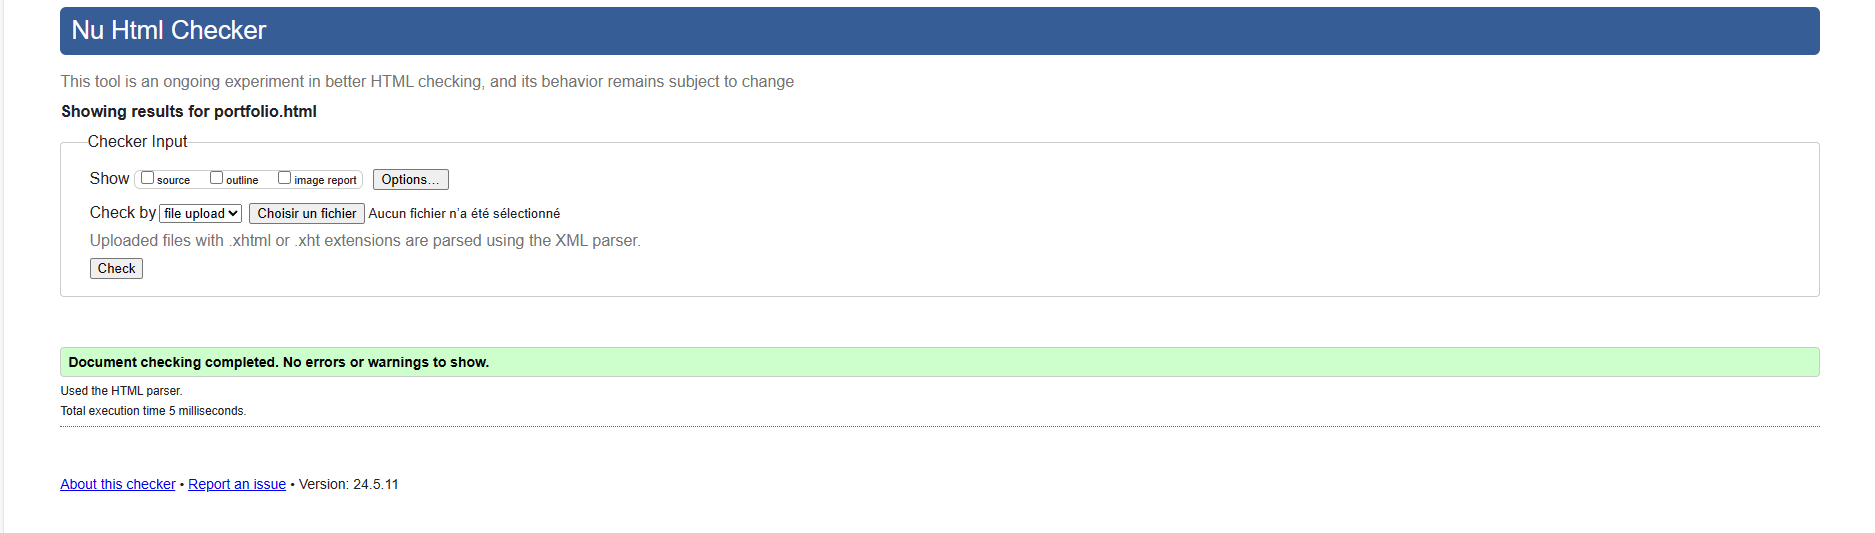 Nu Html Checker
This tool is an ongoing experiment in better HTML checking, and its behavior remains subject to change
Showing results for portfolio.html
Checker Input
Show source outline image report Options...
Check by file upload Choisir un fichier Aucun fichier n’a été sélectionné
Uploaded files with .xhtml or .xht extensions are parsed using the XML parser.
Check
Document checking completed. No errors or warnings to show.
Used the HTML parser.
Total execution time 5 milliseconds.
About this checker • Report an issue • Version: 24.5.11